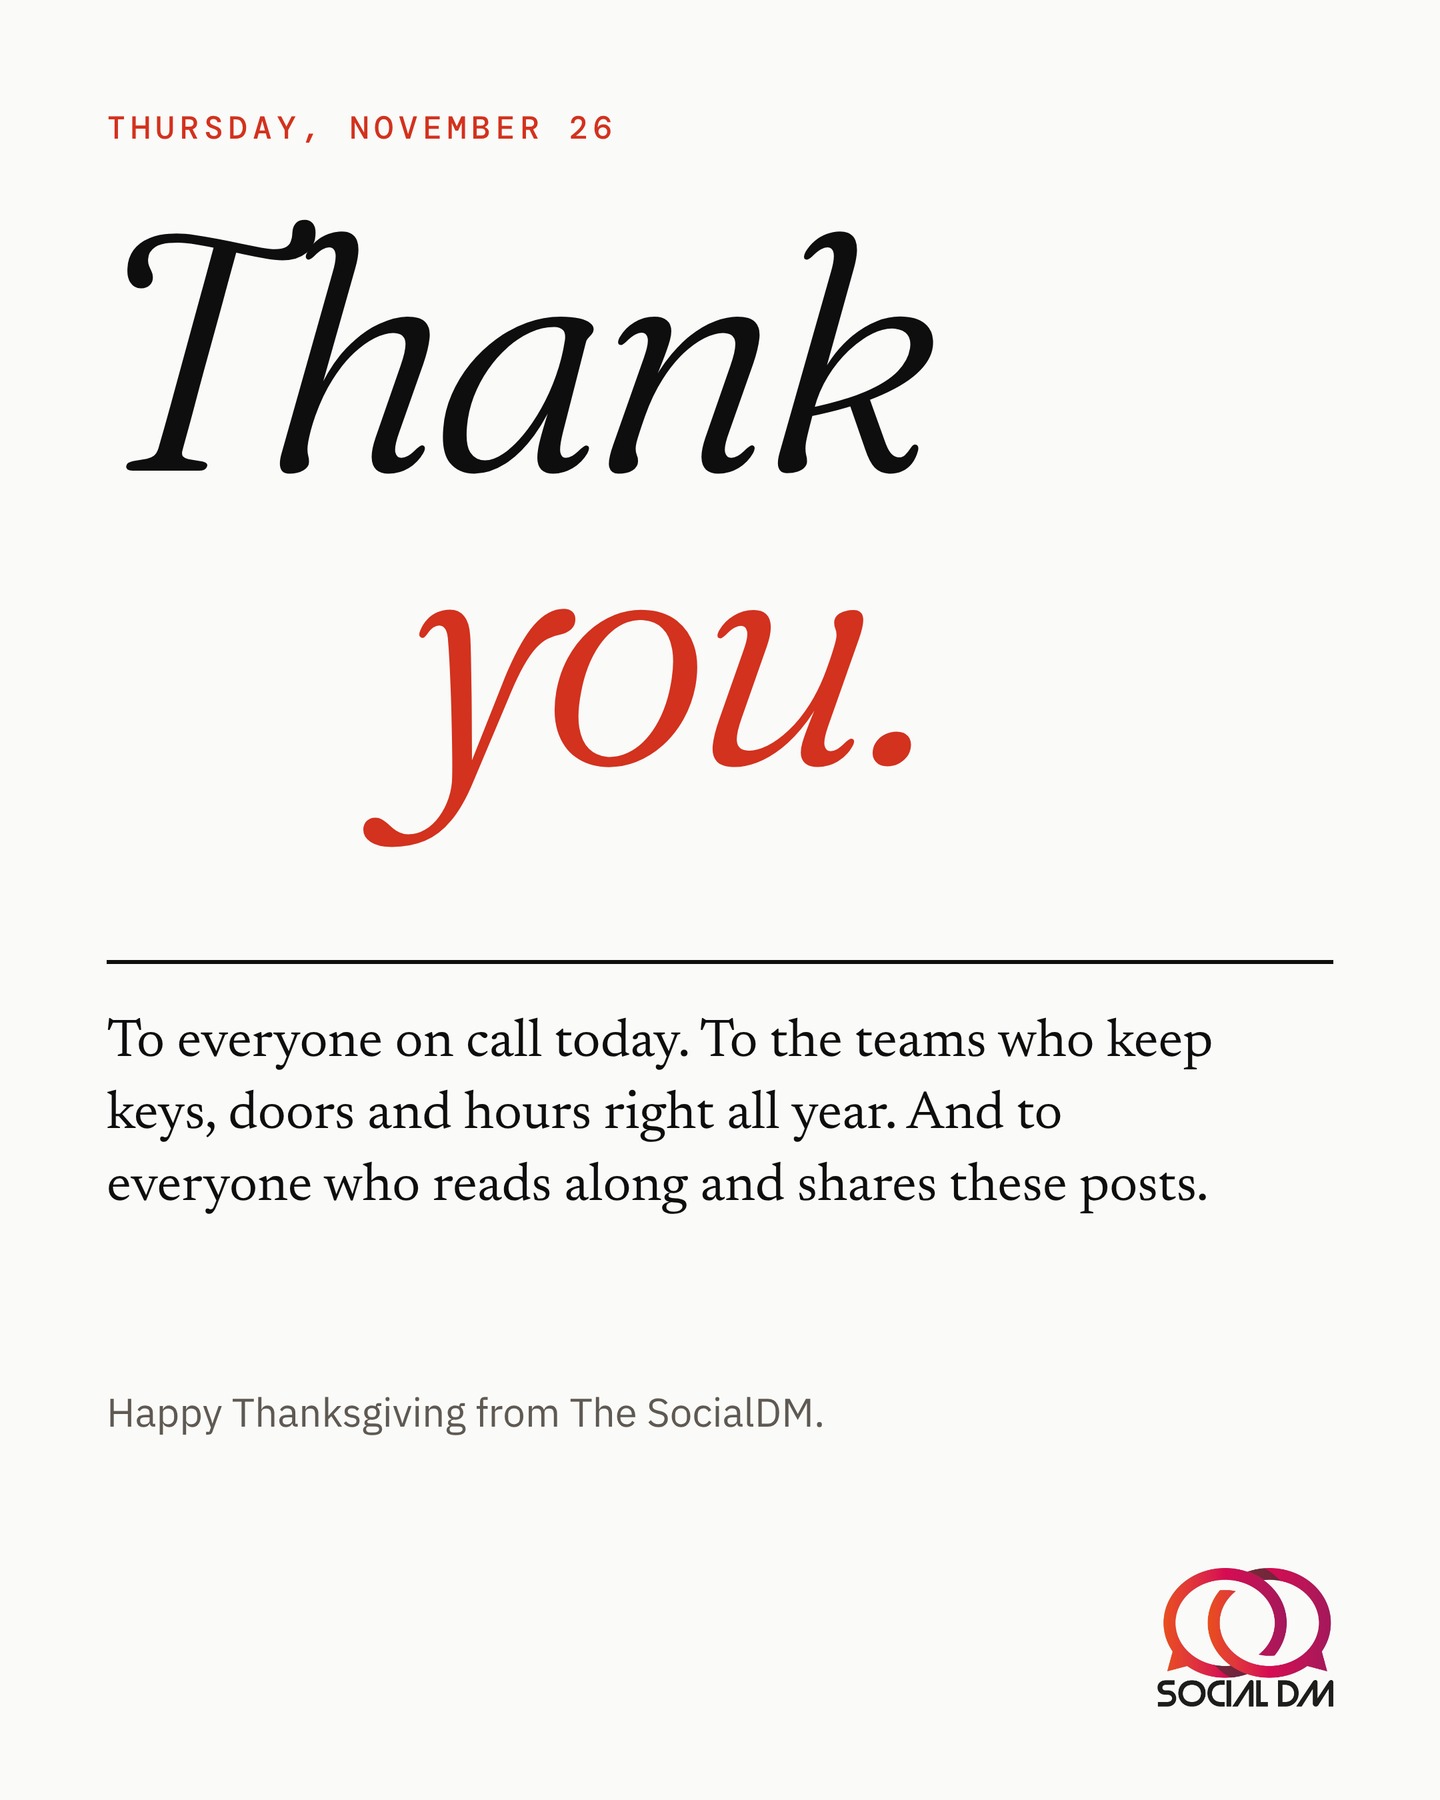 THURSDAY, NOVEMBER 26
Thank
you.
To everyone on call today. To the teams who keep
keys, doors and hours right all year. And to
everyone who reads along and shares these posts.
Happy Thanksgiving from The SocialDM.
SOCIAL DM